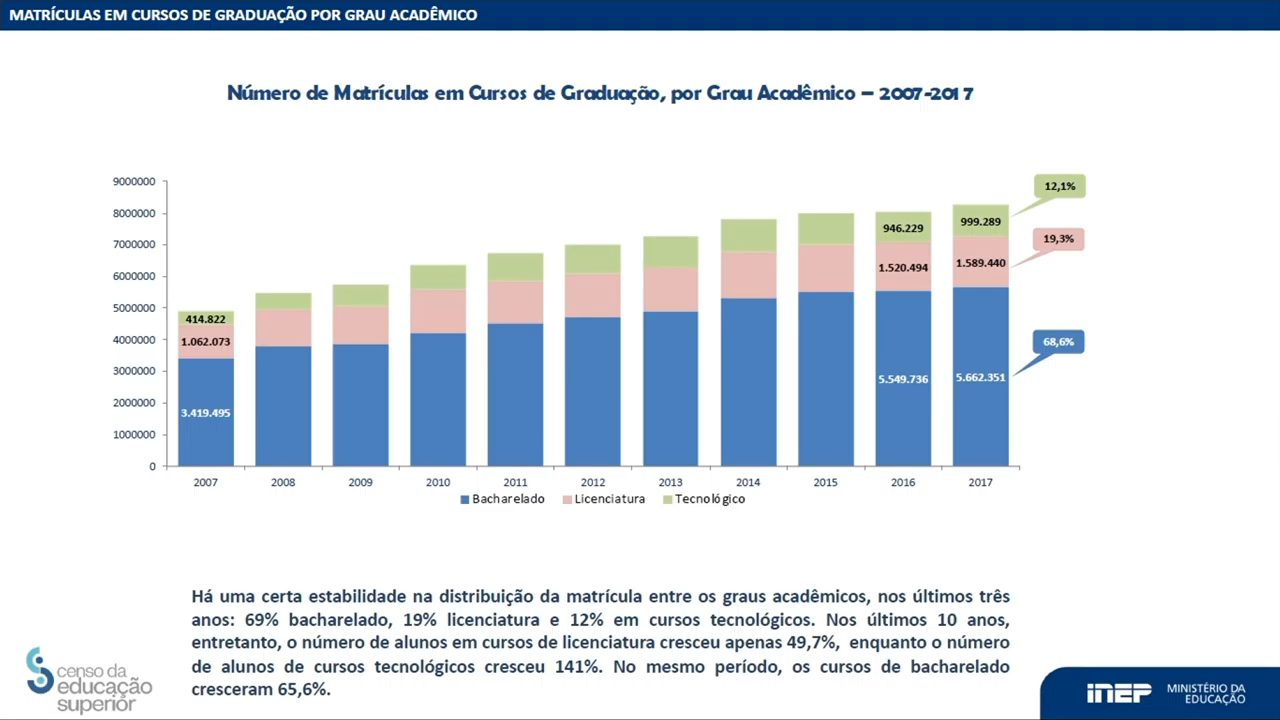 MATRÍCULAS EM CURSOS DE GRADUAÇÃO POR GRAU ACADÊMICO
Número de Matrículas em Cursos de Graduação, por Grau Acadêmico – 2007-2017
9000000
8000000
7000000
6000000
5000000
4000000
3000000
2000000
1000000
0
414.822
1.062.073
3.419.495
946.229
1.520.494
5.549.736
999.289
1.589.440
5.662.351
12,1%
19,3%
68,6%
2007 2008 2009 2010 2011 2012 2013 2014 2015 2016 2017
Bacharelado Licenciatura Tecnológico
Há uma certa estabilidade na distribuição da matrícula entre os graus acadêmicos, nos últimos três
anos: 69% bacharelado, 19% licenciatura e 12% em cursos tecnológicos. Nos últimos 10 anos,
entretanto, o número de alunos em cursos de licenciatura cresceu apenas 49,7%, enquanto o número
de alunos de cursos tecnológicos cresceu 141%. No mesmo período, os cursos de bacharelado
cresceram 65,6%.
censo da
educação
superior
INEP
MINISTÉRIO DA
EDUCAÇÃO